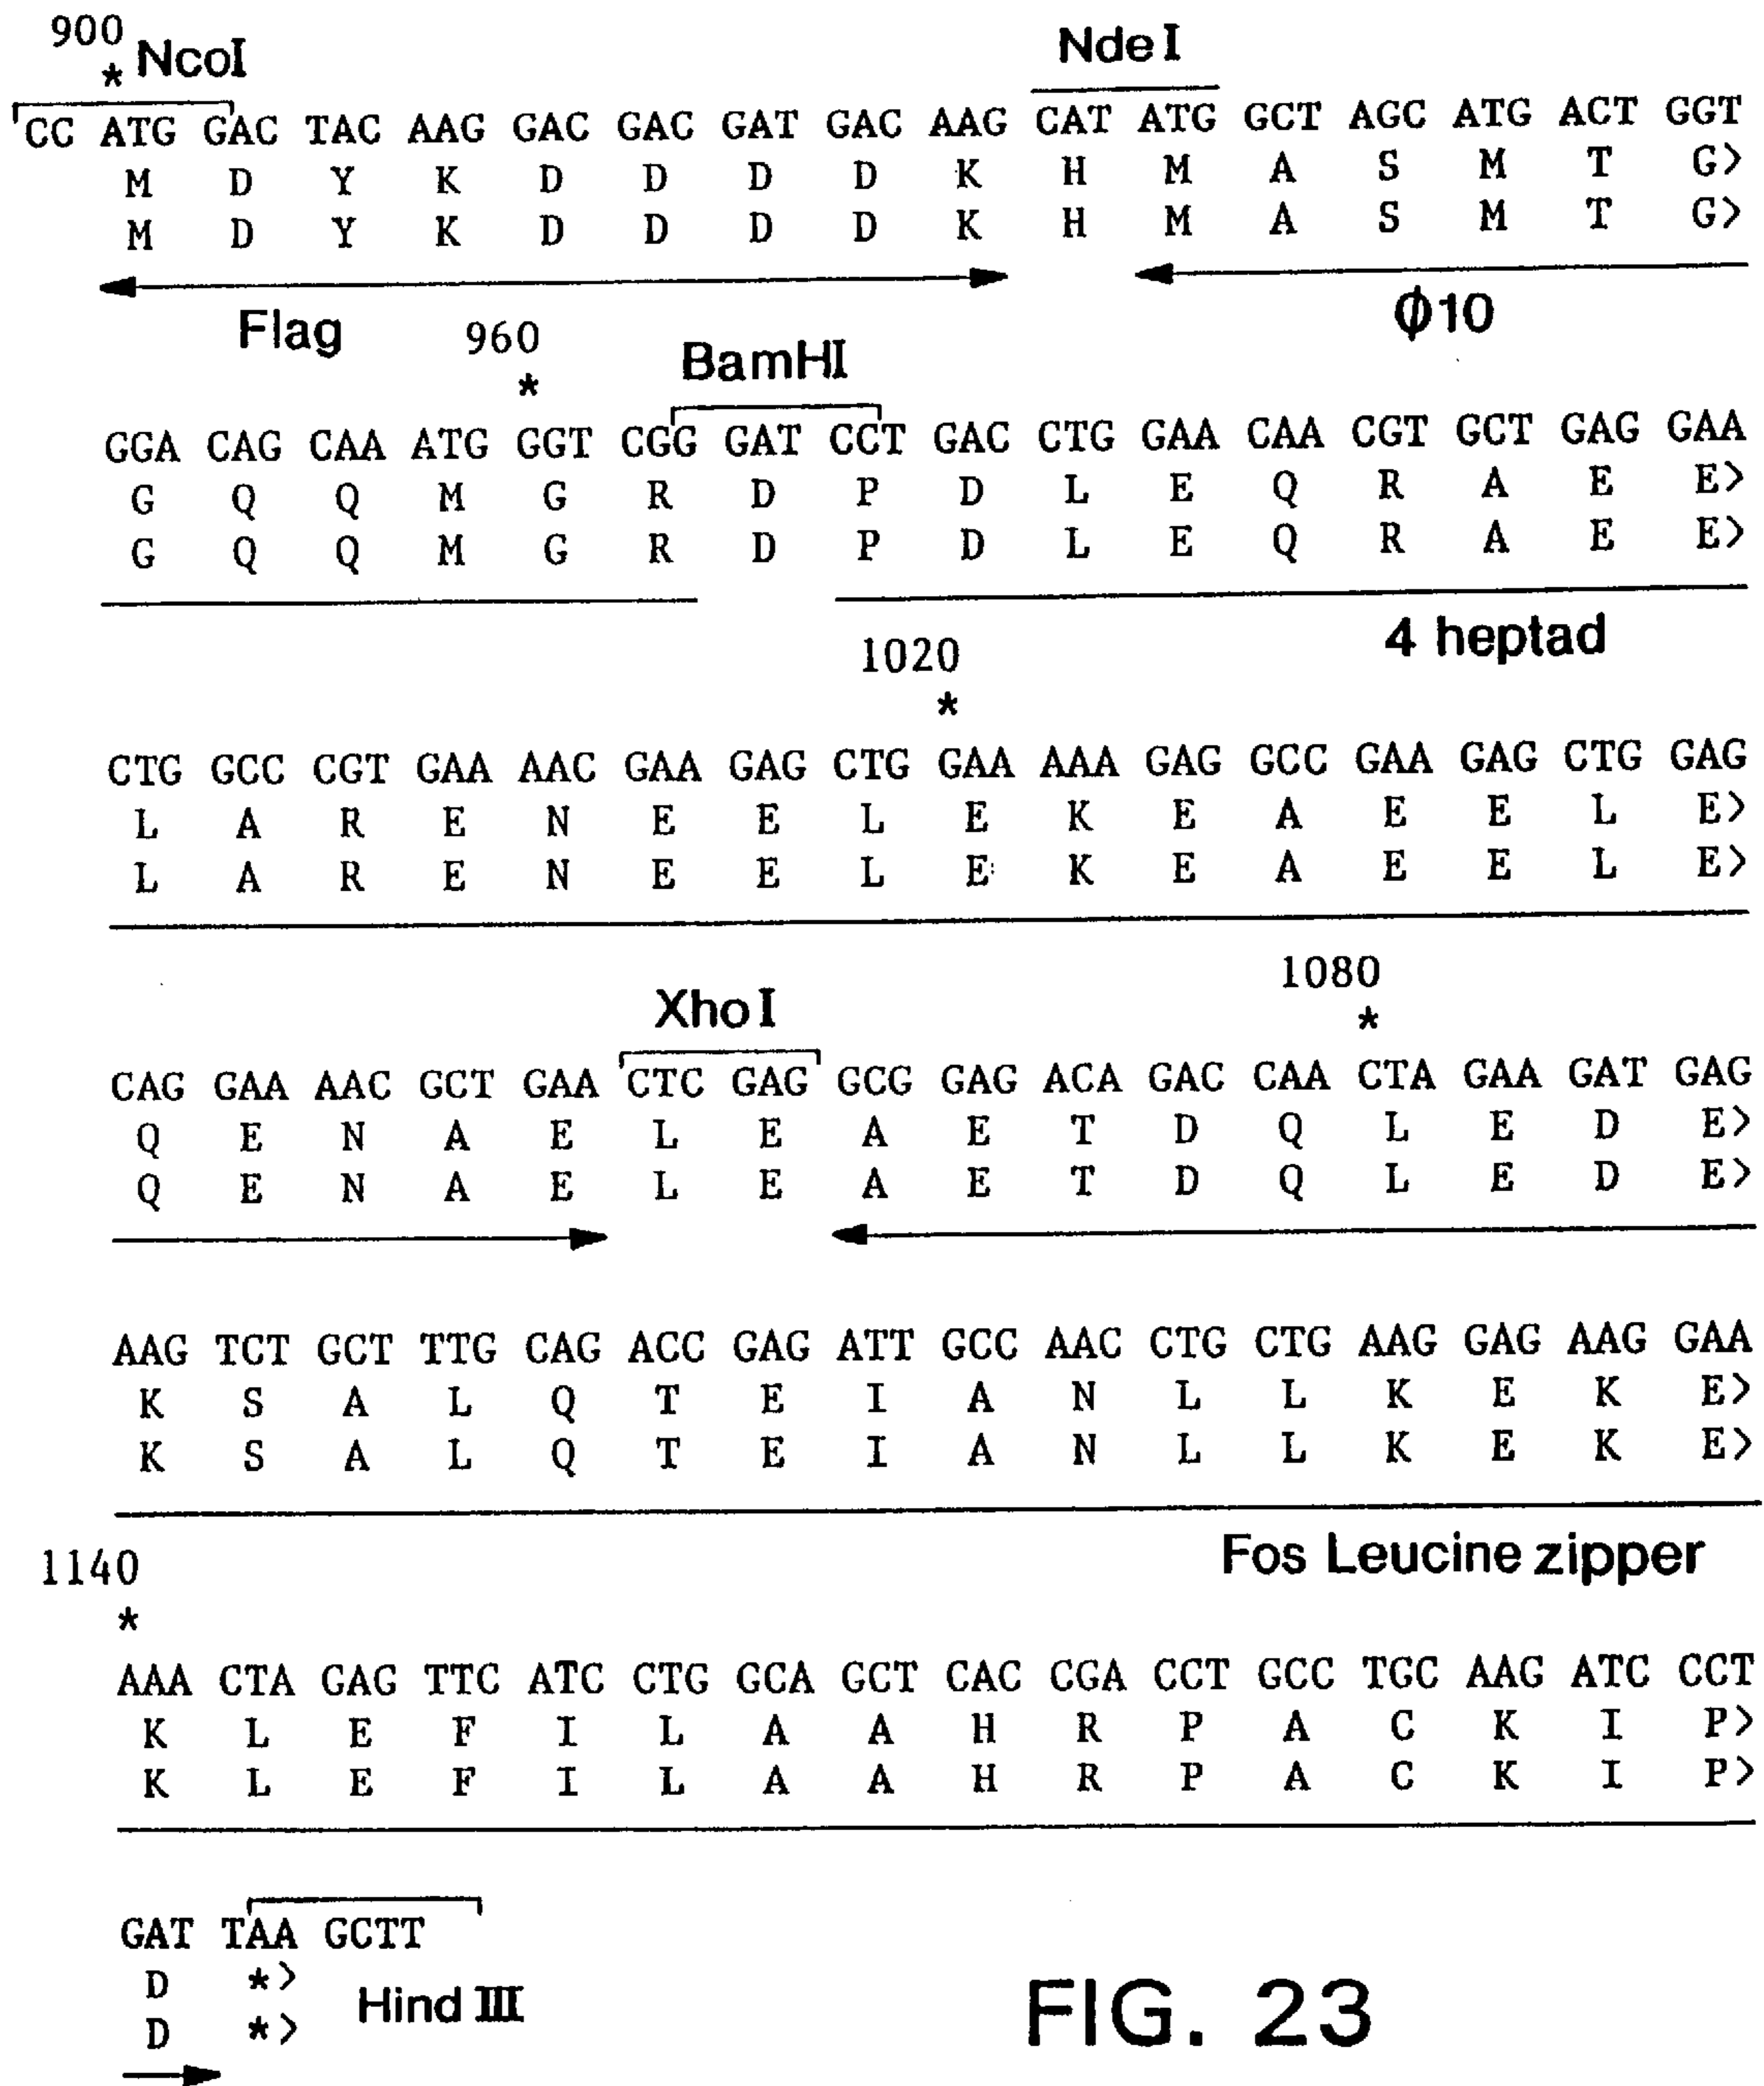 900
* NcoI NdeI
CC ATG GAC TAC AAG GAC GAC GAT GAC AAG CAT ATG GCT AGC ATG ACT GGT
M D Y K D D D D K H M A S M T G>
M D Y K D D D D K H M A S M T G>
Flag 960 ϕ10
* BamHI
GGA CAG CAA ATG GGT CGG GAT CCT GAC CTG GAA CAA CGT GCT GAG GAA
G Q Q M G R D P D L E Q R A E E>
G Q Q M G R D P D L E Q R A E E>
4 heptad
1020
*
CTG GCC CGT GAA AAC GAA GAG CTG GAA AAA GAG GCC GAA GAG CTG GAG
L A R E N E E L E K E A E E L E>
L A R E N E E L E K E A E E L E>
1080
XhoI *
CAG GAA AAC GCT GAA CTC GAG GCG GAG ACA GAC CAA CTA GAA GAT GAG
Q E N A E L E A E T D Q L E D E>
Q E N A E L E A E T D Q L E D E>
AAG TCT GCT TTG CAG ACC GAG ATT GCC AAC CTG CTG AAG GAG AAG GAA
K S A L Q T E I A N L L K E K E>
K S A L Q T E I A N L L K E K E>
Fos Leucine zipper
1140
*
AAA CTA GAG TTC ATC CTG GCA GCT CAC CGA CCT GCC TGC AAG ATC CCT
K L E F I L A A H R P A C K I P>
K L E F I L A A H R P A C K I P>
GAT TAA GCTT
D *>
D *>
Hind III
FIG. 23